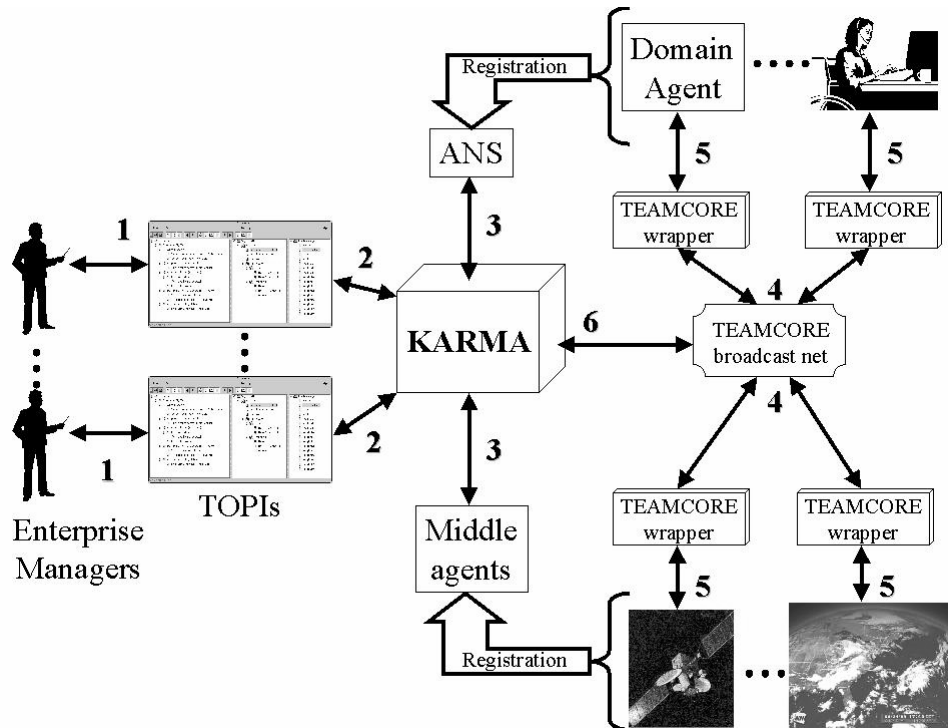 Registration
Domain
Agent
ANS
5
5
TEAMCORE
wrapper
TEAMCORE
wrapper
1
2
3
4
KARMA
6
TEAMCORE
broadcast net
1
2
3
4
TOPIs
Enterprise
Managers
Middle
agents
TEAMCORE
wrapper
TEAMCORE
wrapper
5
5
Registration